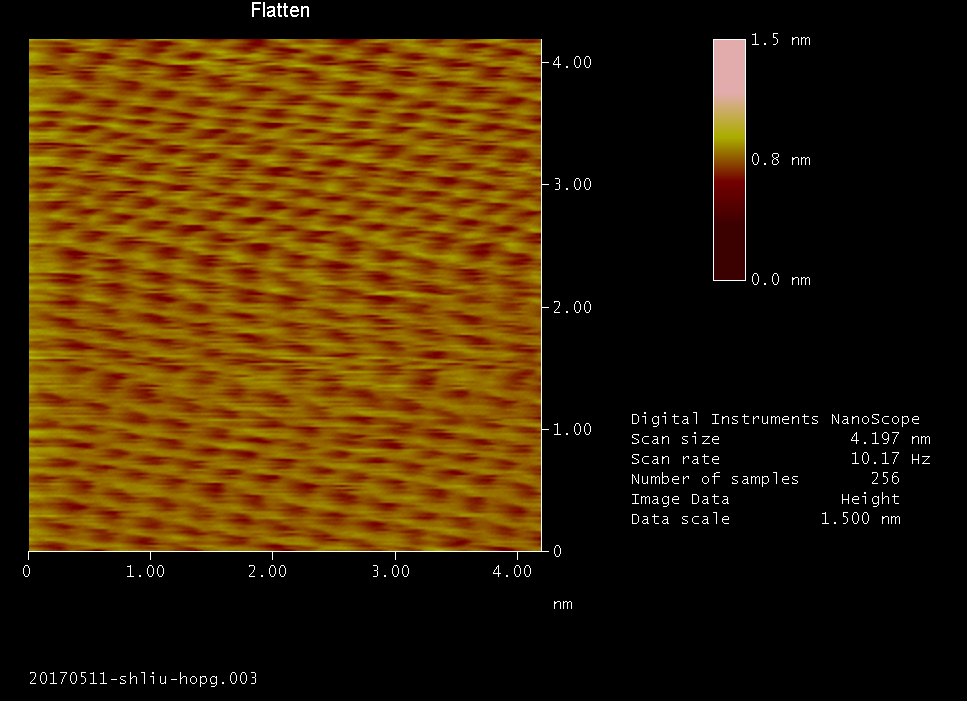 Flatten
1.5 nm
0.8 nm
0.0 nm
4.00
3.00
2.00
1.00
0
0 1.00 2.00 3.00 4.00
nm
Digital Instruments NanoScope
Scan size 4.197 nm
Scan rate 10.17 Hz
Number of samples 256
Image Data Height
Data scale 1.500 nm
20170511-shliu-hopg.003